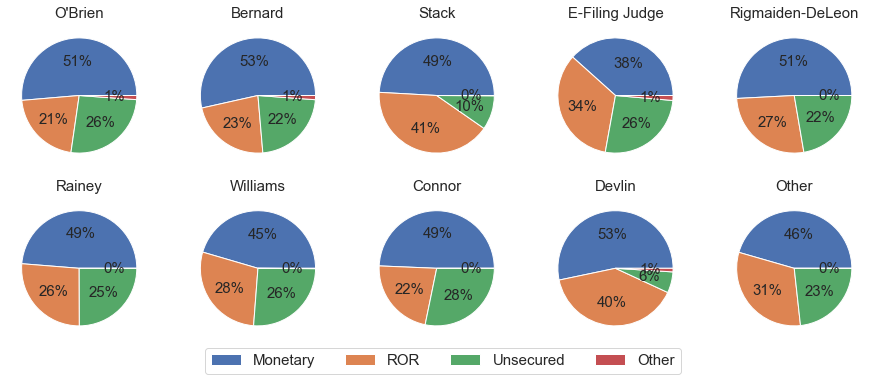 O'Brien Bernard Stack E-Filing Judge Rigmaiden-DeLeon
51% 53% 49% 38% 51%
1% 1% 0% 1% 0%
21% 26% 23% 22% 41% 10% 34% 26% 27% 22%
Rainey Williams Connor Devlin Other
49% 45% 49% 53% 46%
0% 0% 0% 1% 0%
26% 25% 28% 26% 22% 28% 40% 6% 31% 23%
Monetary ROR Unsecured Other